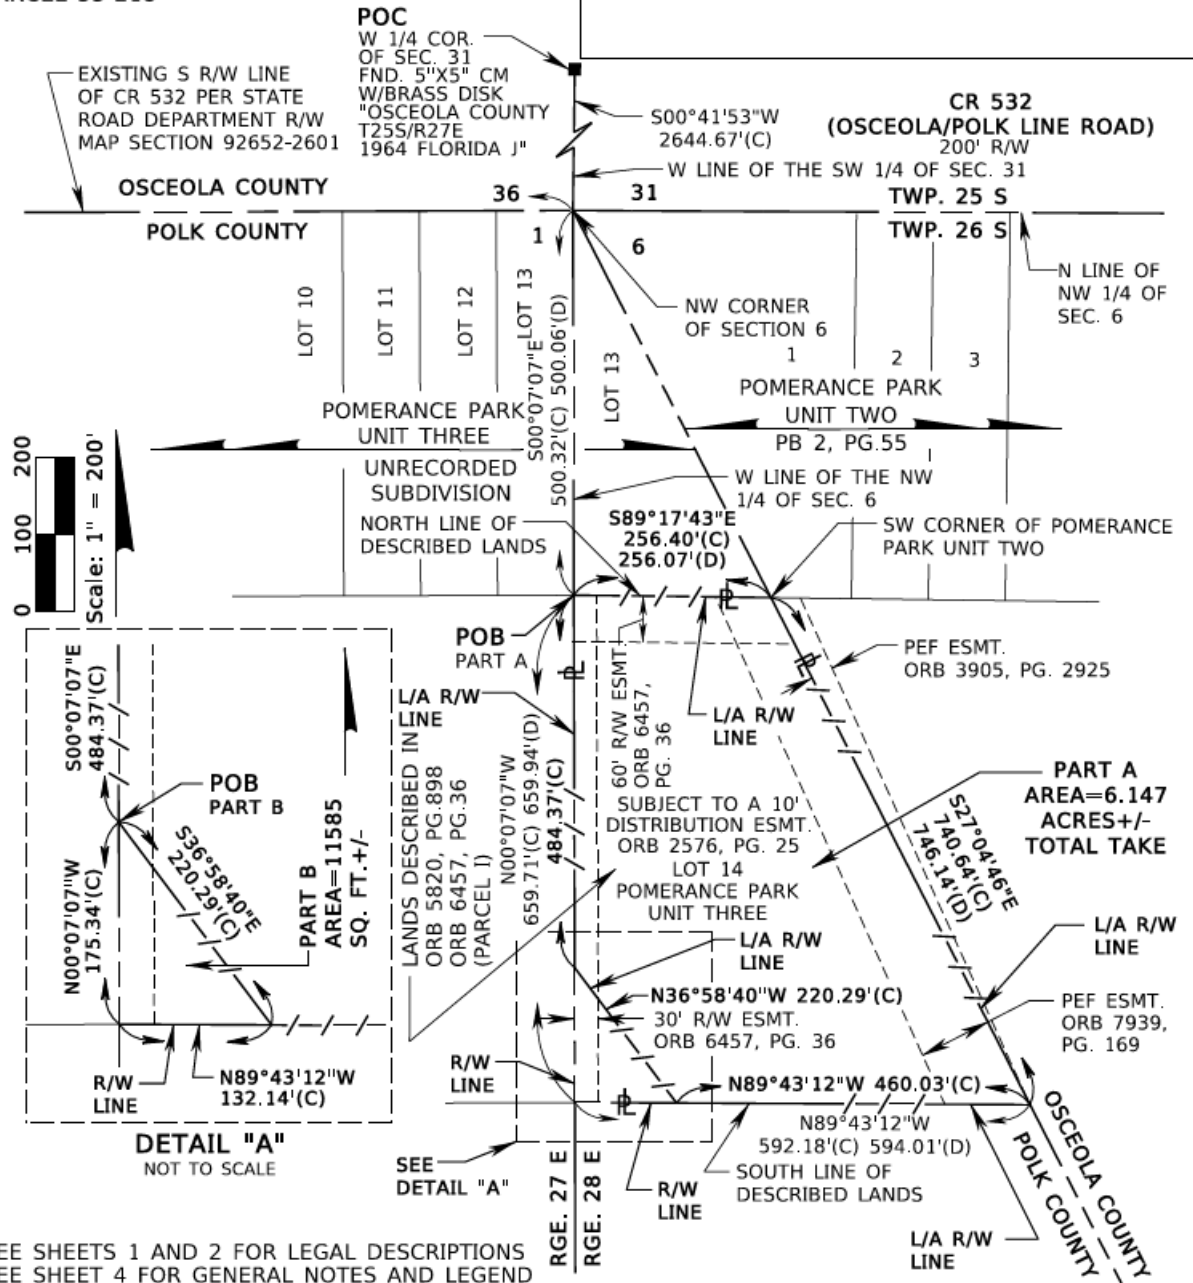 POC
W 1/4 COR.
OF SEC. 31
FND. 5"X5" CM
W/BRASS DISK
"OSCEOLA COUNTY
T25S/R27E
1964 FLORIDA J"
EXISTING S R/W LINE
OF CR 532 PER STATE
ROAD DEPARTMENT R/W
MAP SECTION 92652-2601
S00°41'53"W
2644.67'(C)
CR 532
(OSCEOLA/POLK LINE ROAD)
200' R/W
W LINE OF THE SW 1/4 OF SEC. 31
OSCEOLA COUNTY
36
31
TWP. 25 S
POLK COUNTY
1
6
TWP. 26 S
N LINE OF
NW 1/4 OF
SEC. 6
LOT 10
LOT 11
LOT 12
LOT 13
S00°07'07"E
500.32'(C) 500.06'(D)
LOT 13
NW CORNER
OF SECTION 6
1
2
3
POMERANCE PARK
UNIT TWO
PB 2, PG.55
POMERANCE PARK
UNIT THREE
UNRECORDED
SUBDIVISION
W LINE OF THE NW
1/4 OF SEC. 6
NORTH LINE OF
DESCRIBED LANDS
S89°17'43"E
256.40'(C)
256.07'(D)
SW CORNER OF POMERANCE
PARK UNIT TWO
0
100
200
Scale: 1" = 200'
POB
PART A
PL
PL
PL
PEF ESMT.
ORB 3905, PG. 2925
L/A R/W
LINE
L/A R/W
LINE
60' R/W ESMT.
ORB 6457,
PG. 36
LANDS DESCRIBED IN
ORB 5820, PG.898
ORB 6457, PG.36
(PARCEL I)
N00°07'07"W
659.71'(C) 659.94'(D)
484.37'(C)
SUBJECT TO A 10'
DISTRIBUTION ESMT.
ORB 2576, PG. 25
LOT 14
POMERANCE PARK
UNIT THREE
PART A
AREA=6.147
ACRES+/-
TOTAL TAKE
S27°04'46"E
740.64'(C)
746.14'(D)
L/A R/W
LINE
L/A R/W
LINE
N36°58'40"W 220.29'(C)
30' R/W ESMT.
ORB 6457, PG. 36
PEF ESMT.
ORB 7939,
PG. 169
R/W
LINE
PL
N89°43'12"W 460.03'(C)
N89°43'12"W
592.18'(C) 594.01'(D)
SOUTH LINE OF
DESCRIBED LANDS
R/W
LINE
L/A R/W
LINE
OSCEOLA COUNTY
POLK COUNTY
SEE
DETAIL "A"
RGE. 27 E
RGE. 28 E
S00°07'07"E
484.37'(C)
POB
PART B
S36°58'40"E
220.29'(C)
N00°07'07"W
175.34'(C)
PART B
AREA=11585
SQ. FT.+/-
R/W
LINE
N89°43'12"W
132.14'(C)
DETAIL "A"
NOT TO SCALE
EE SHEETS 1 AND 2 FOR LEGAL DESCRIPTIONS
EE SHEET 4 FOR GENERAL NOTES AND LEGEND